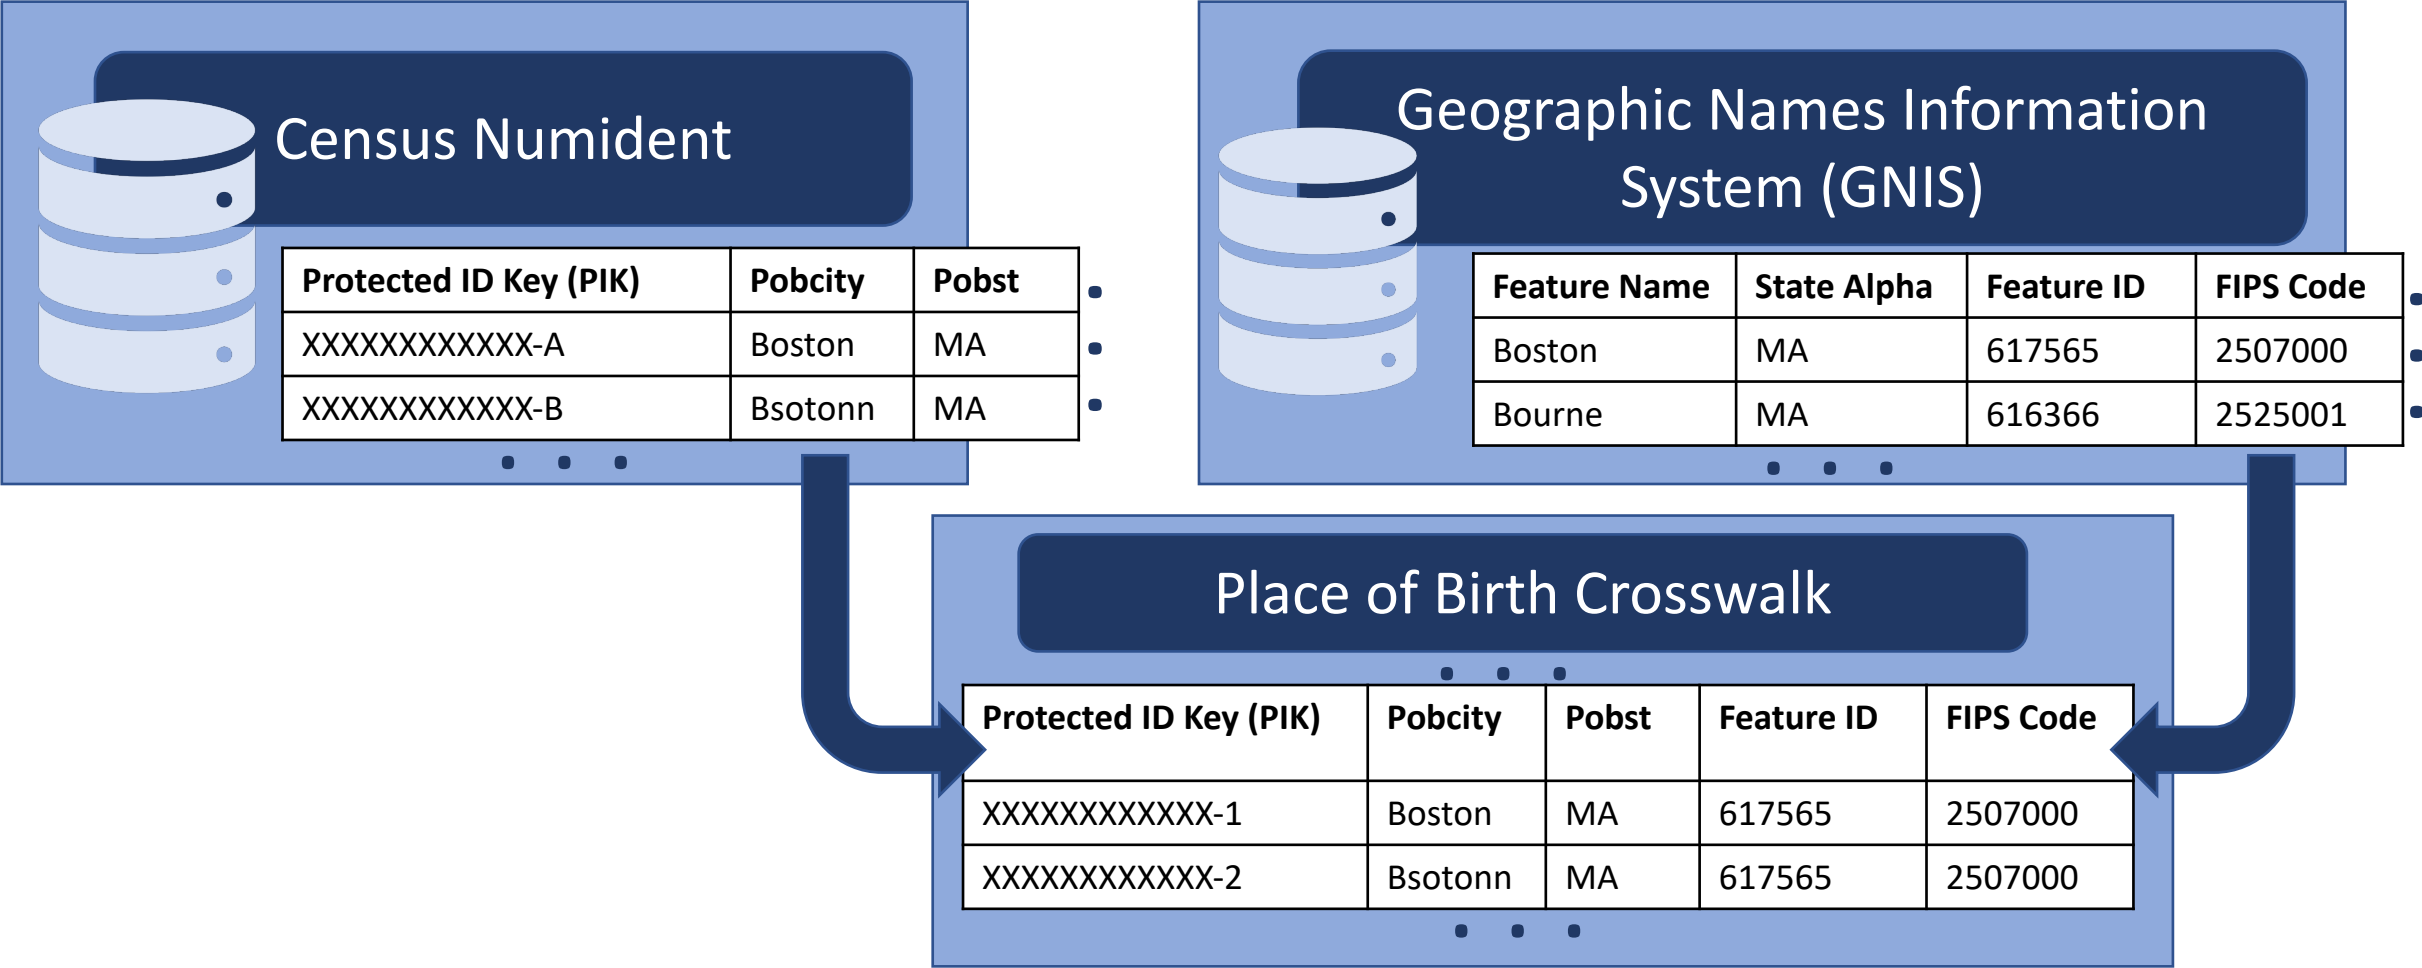 Census Numident
Protected ID Key (PIK) Pobcity Pobst
XXXXXXXXXXXX-A Boston MA
XXXXXXXXXXXX-B Bsotonn MA
Geographic Names Information
System (GNIS)
Feature Name State Alpha Feature ID FIPS Code
Boston MA 617565 2507000
Bourne MA 616366 2525001
Place of Birth Crosswalk
Protected ID Key (PIK) Pobcity Pobst Feature ID FIPS Code
XXXXXXXXXXXX-1 Boston MA 617565 2507000
XXXXXXXXXXXX-2 Bsotonn MA 617565 2507000